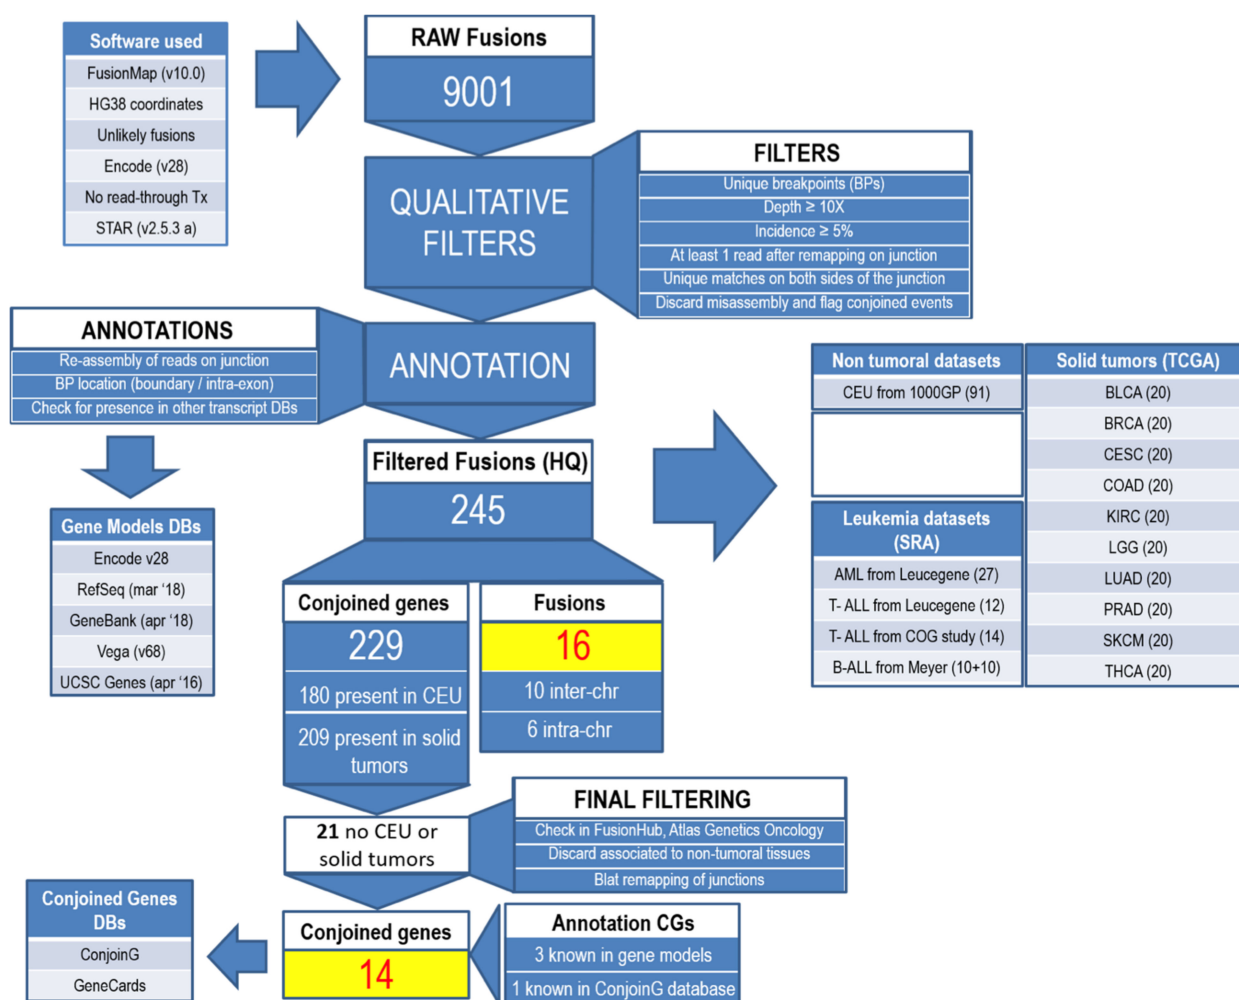 Software used
FusionMap (v10.0)
HG38 coordinates
Unlikely fusions
Encode (v28)
No read-through Tx
STAR (v2.5.3 a)
RAW Fusions
9001
QUALITATIVE
FILTERS
FILTERS
Unique breakpoints (BPs)
Depth ≥ 10X
Incidence ≥ 5%
At least 1 read after remapping on junction
Unique matches on both sides of the junction
Discard misassembly and flag conjoined events
ANNOTATIONS
Re-assembly of reads on junction
BP location (boundary / intra-exon)
Check for presence in other transcript DBs
ANNOTATION
Gene Models DBs
Encode v28
RefSeq (mar ‘18)
GeneBank (apr ‘18)
Vega (v68)
UCSC Genes (apr ‘16)
Filtered Fusions (HQ)
245
Non tumoral datasets
CEU from 1000GP (91)
Leukemia datasets
(SRA)
AML from Leucegene (27)
T- ALL from Leucegene (12)
T- ALL from COG study (14)
B-ALL from Meyer (10+10)
Solid tumors (TCGA)
BLCA (20)
BRCA (20)
CESC (20)
COAD (20)
KIRC (20)
LGG (20)
LUAD (20)
PRAD (20)
SKCM (20)
THCA (20)
Conjoined genes
229
180 present in CEU
209 present in solid
tumors
Fusions
16
10 inter-chr
6 intra-chr
21 no CEU or
solid tumors
FINAL FILTERING
Check in FusionHub, Atlas Genetics Oncology
Discard associated to non-tumoral tissues
Blat remapping of junctions
Conjoined genes
14
Annotation CGs
3 known in gene models
1 known in ConjoinG database
Conjoined Genes
DBs
ConjoinG
GeneCards